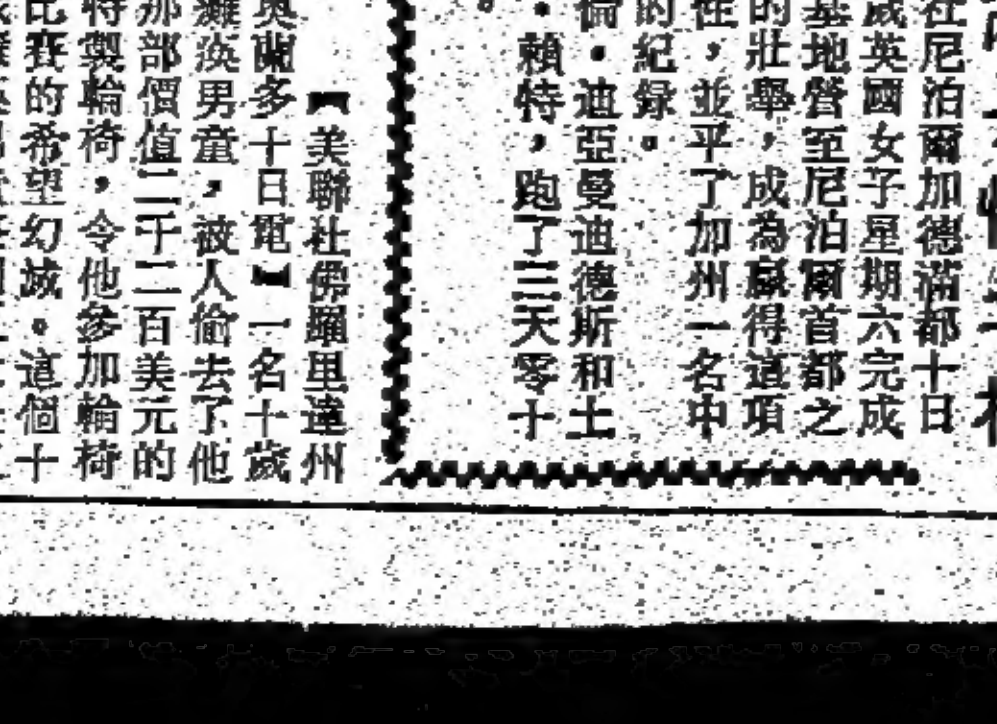 在尼泊爾加德滿都十日
英國女子星期六完成
基地營至尼泊爾首都之
的壯舉，成為贏得這項
性，並平了加州一名中
的紀録。
倫・迪亞曼迪德斯和士
・賴特，跑了三天零十
。
【美聯社佛羅里達州
奧蘭多十日電】一名十歲
癱瘓男童，被人偷去了他
那部價值二千二百美元的
特製輪椅，令他參加輪椅
比賽的希望幻滅。這個十